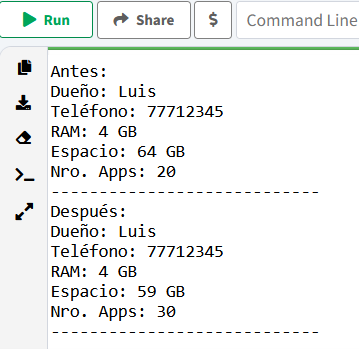 Run
Share
$
Command Line
Antes:
Dueño: Luis
Teléfono: 77712345
RAM: 4 GB
Espacio: 64 GB
Nro. Apps: 20
---------------------------
Después:
Dueño: Luis
Teléfono: 77712345
RAM: 4 GB
Espacio: 59 GB
Nro. Apps: 30
---------------------------